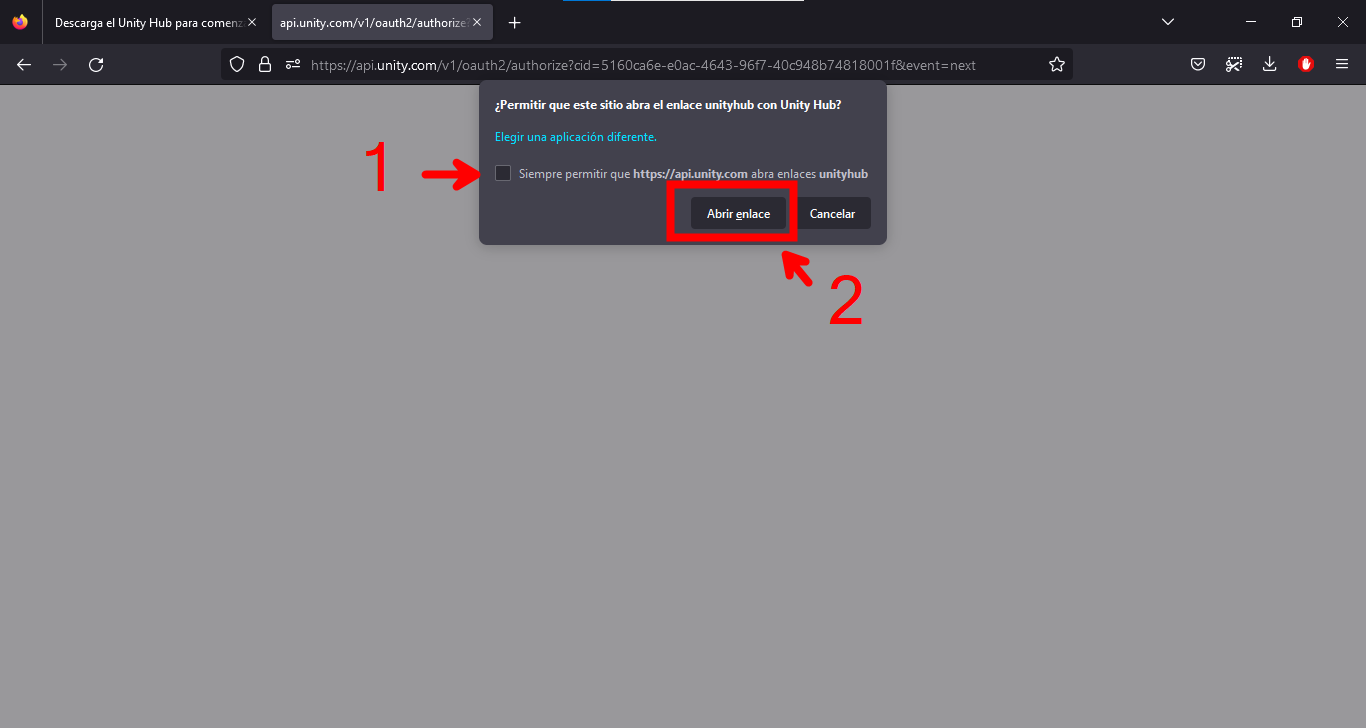 Descarga el Unity Hub para comenz
api.unity.com/v1/oauth2/authorize?
https://api.unity.com/v1/oauth2/authorize?cid=5160ca6e-e0ac-4643-96f7-40c948b74818001f&event=next
¿Permitir que este sitio abra el enlace unityhub con Unity Hub?
Elegir una aplicación diferente.
1
Siempre permitir que https://api.unity.com abra enlaces unityhub
Abrir enlace Cancelar
2